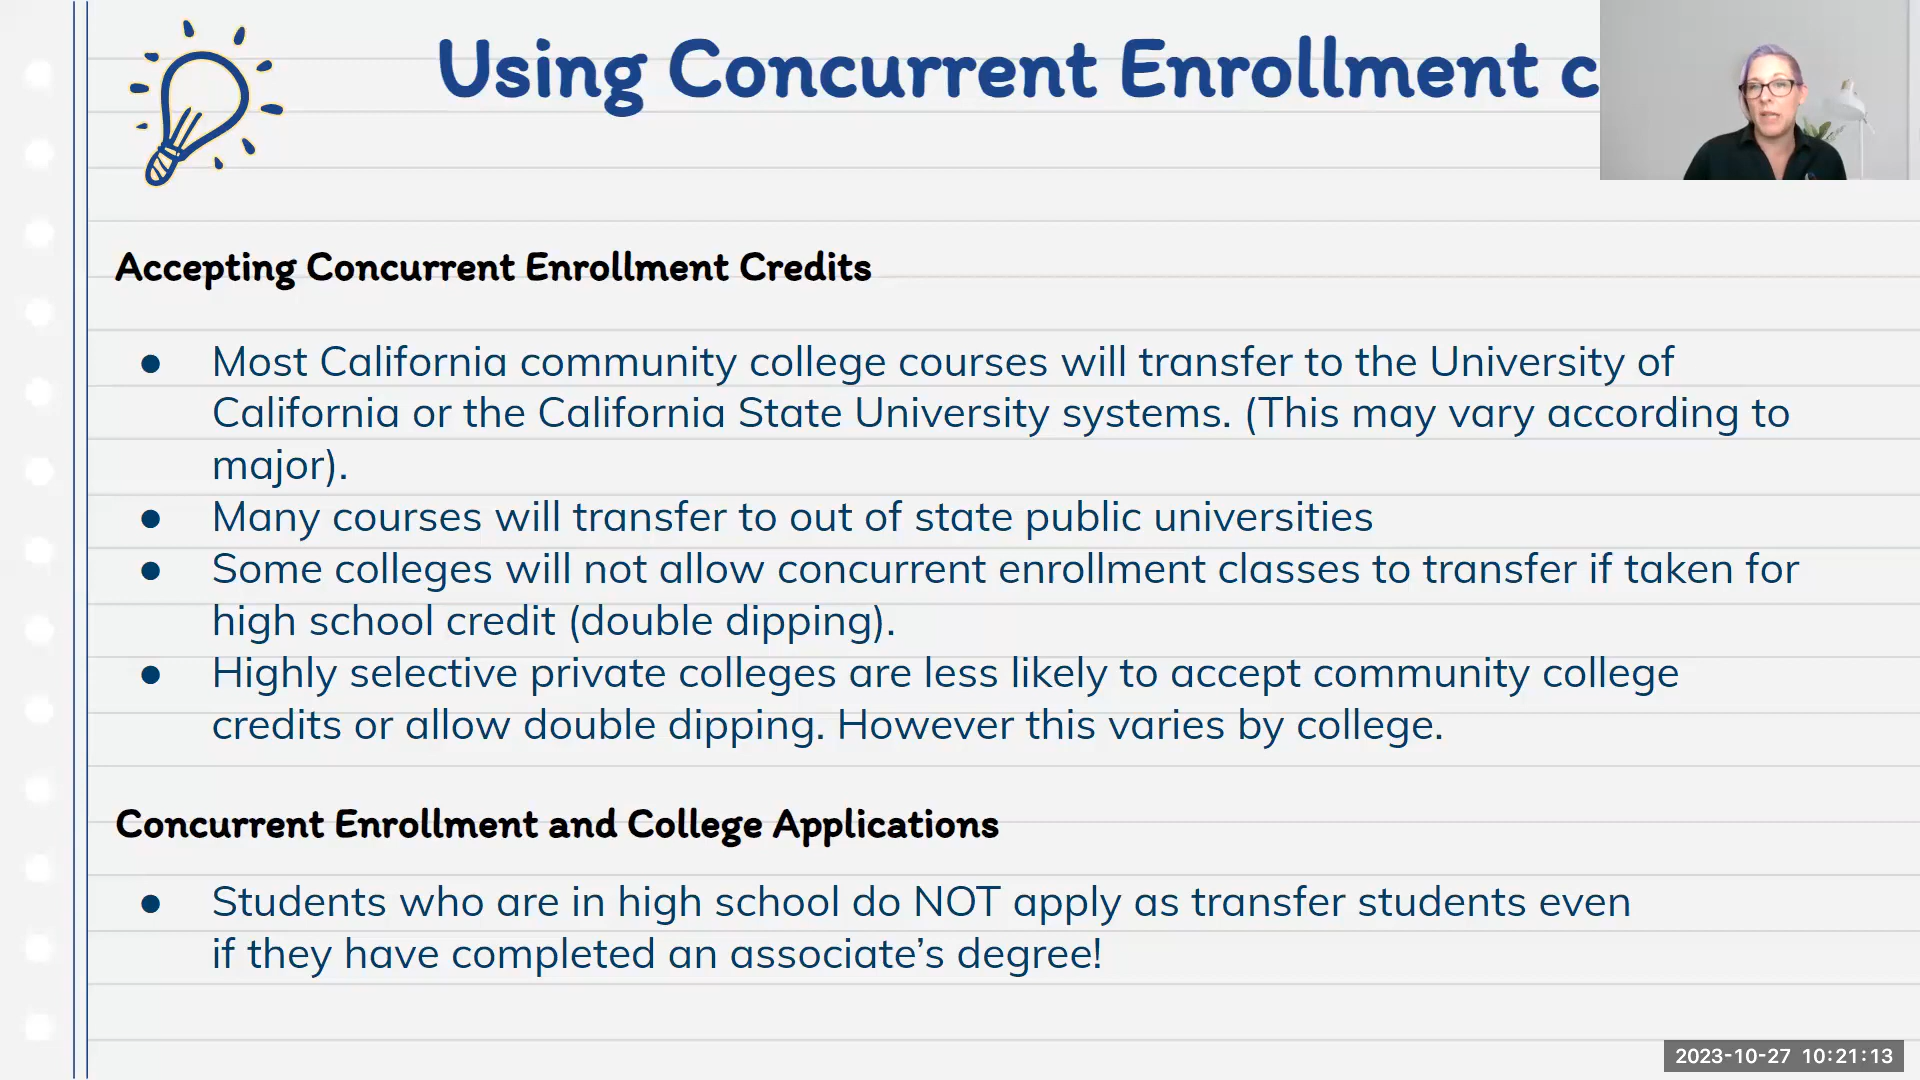 Using Concurrent Enrollment c
Accepting Concurrent Enrollment Credits
● Most California community college courses will transfer to the University of
California or the California State University systems. (This may vary according to
major).
● Many courses will transfer to out of state public universities
● Some colleges will not allow concurrent enrollment classes to transfer if taken for
high school credit (double dipping).
● Highly selective private colleges are less likely to accept community college
credits or allow double dipping. However this varies by college.
Concurrent Enrollment and College Applications
● Students who are in high school do NOT apply as transfer students even
if they have completed an associate’s degree!
2023-10-27 10:21:13